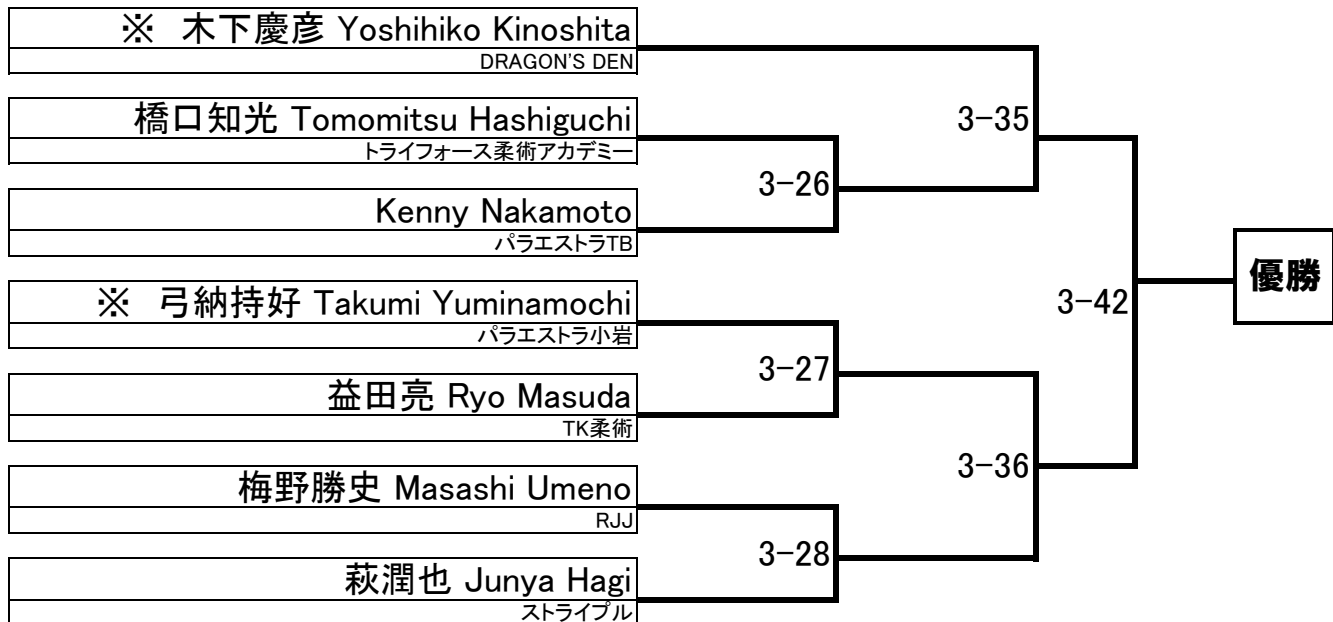 ※　木下慶彦 Yoshihiko Kinoshita
DRAGON'S DEN
橋口知光 Tomomitsu Hashiguchi
トライフォース柔術アカデミー
Kenny Nakamoto
パラエストラTB
※　弓納持好 Takumi Yuminamochi
パラエストラ小岩
益田亮 Ryo Masuda
TK柔術
梅野勝史 Masashi Umeno
RJJ
萩潤也 Junya Hagi
ストライプル
3-26
3-27
3-28
3-35
3-36
3-42
優勝